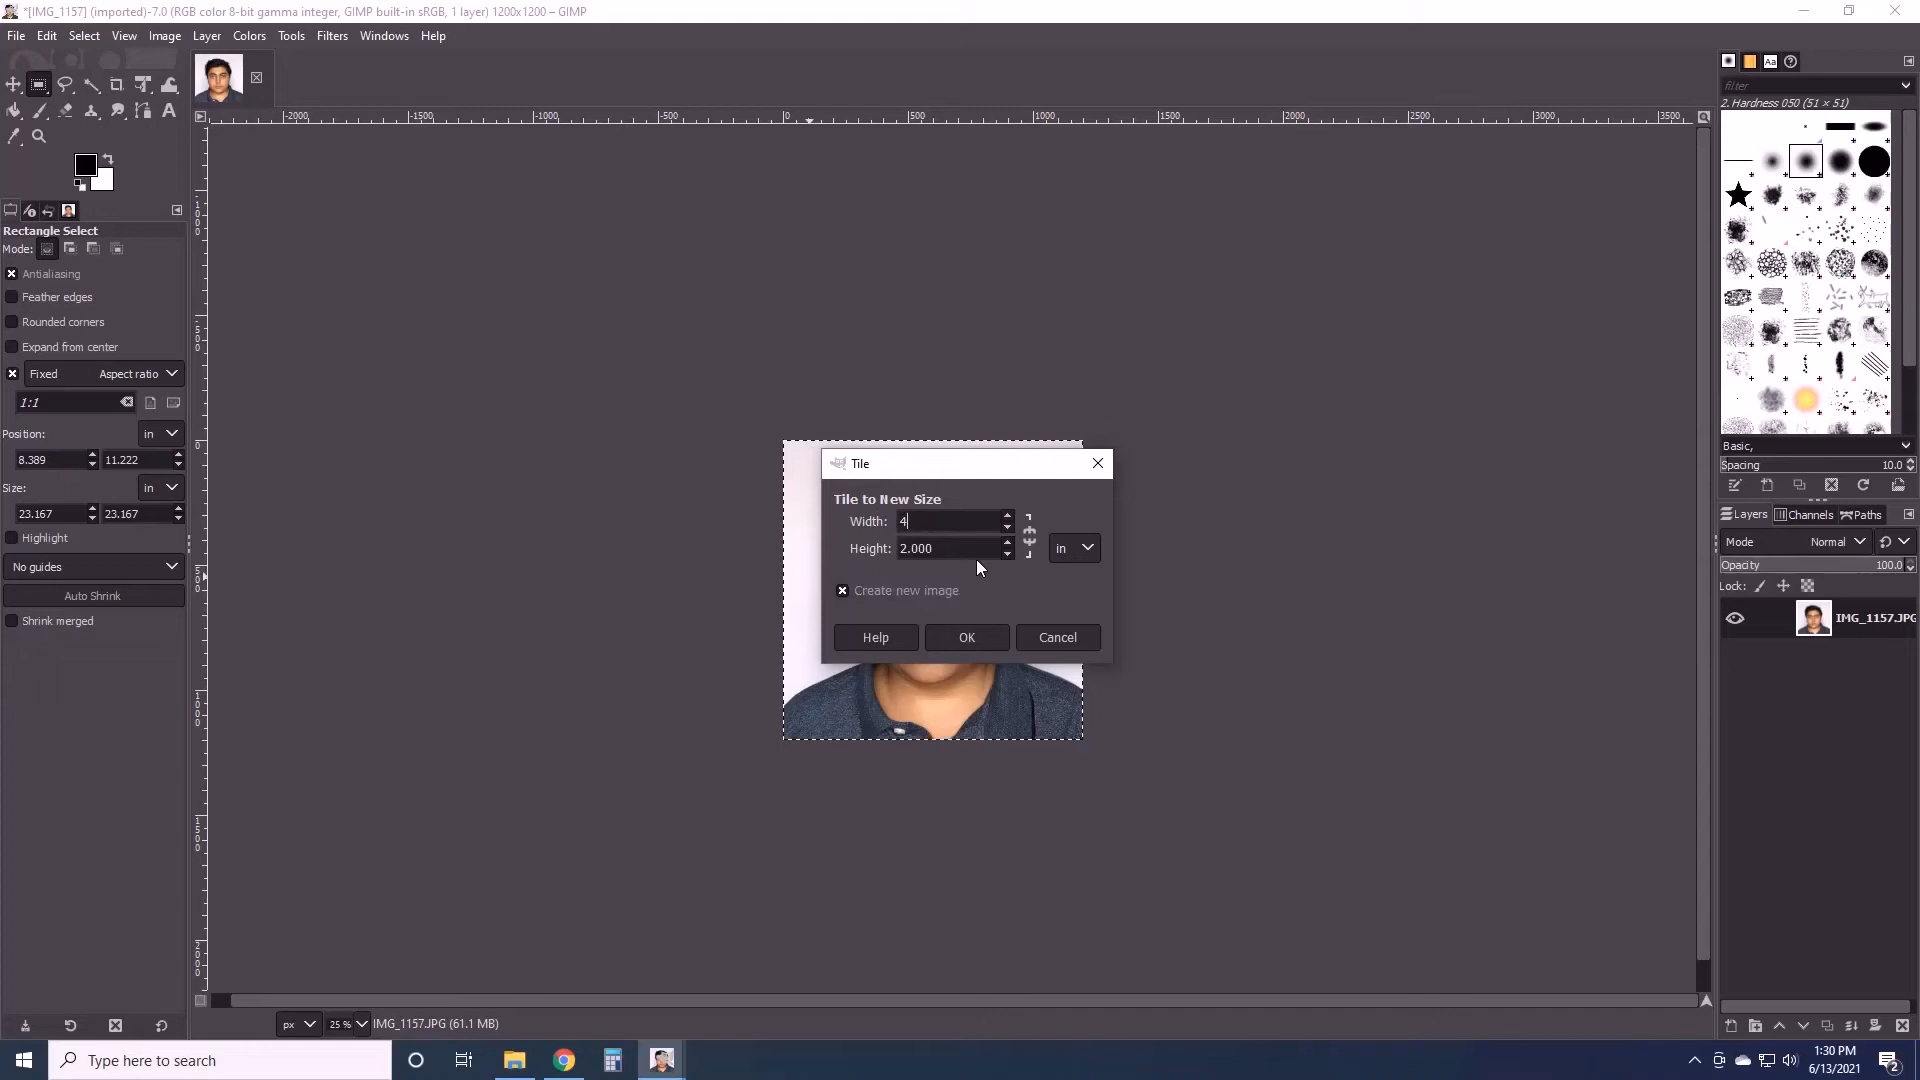 *[IMG_1157] (imported)-7.0 (RGB color 8-bit gamma integer, GIMP built-in sRGB, 1 layer) 1200x1200 – GIMP
File Edit Select View Image Layer Colors Tools Filters Windows Help
Aa
filter
2. Hardness 050 (51 × 51)
-2000 -1500 -1000 -500 0 500 1000 1500 2000 2500 3000 3500
Rectangle Select
Mode:
Antialiasing
Feather edges
Rounded corners
Expand from center
Fixed Aspect ratio
1:1
Position: in
8.389 11.222
Size: in
23.167 23.167
Highlight
No guides
Auto Shrink
Shrink merged
Tile
Tile to New Size
Width: 4
Height: 2.000 in
Create new image
Help OK Cancel
Basic,
Spacing 10.0
Layers Channels Paths
Mode Normal
Opacity 100.0
Lock:
IMG_1157.JPG
px 25 % IMG_1157.JPG (61.1 MB)
Type here to search
1:30 PM
6/13/2021
2